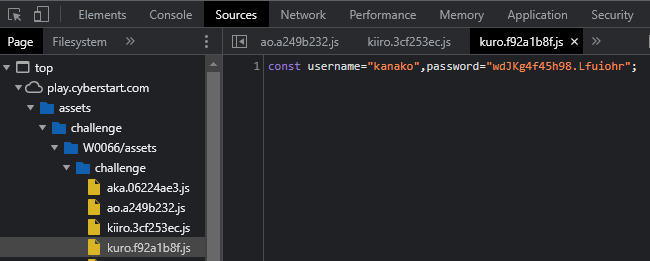 Elements Console Sources Network Performance Memory Application Security
Page Filesystem » ao.a249b232.js kiiro.3cf253ec.js kuro.f92a1b8f.js ×
top
play.cyberstart.com
assets
challenge
W0066/assets
challenge
aka.06224ae3.js
ao.a249b232.js
kiiro.3cf253ec.js
kuro.f92a1b8f.js
1 const username="kanako",password="wdJKg4f45h98.Lfuiohr";